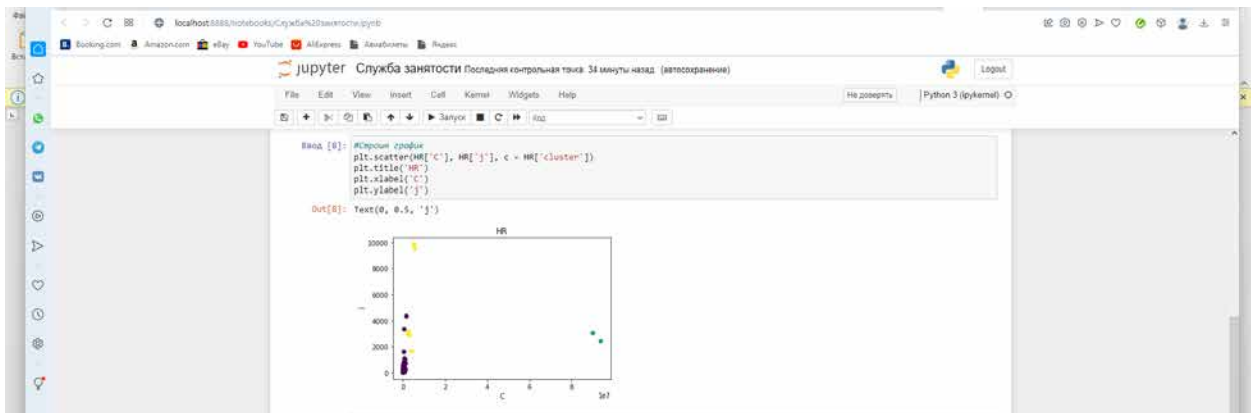 localhost:8888/notebooks/Служба%20занятости.ipynb
Booking.com Amazon.com eBay YouTube AliExpress Авиабилеты Яндекс
jupyter Служба занятости Последняя контрольная точка: 34 минуты назад (автосохранение)
Logout
File Edit View Insert Cell Kernel Widgets Help
Не доверять Python 3 (ipykernel)
Запуск Код
Ввод [8]: #Строим график
plt.scatter(HR['C'], HR['j'], c = HR['cluster'])
plt.title('HR')
plt.xlabel('C')
plt.ylabel('j')
Out[8]: Text(0, 0.5, 'j')
HR
10000
8000
6000
j
4000
2000
0
0 2 4 6 8
C 1e7